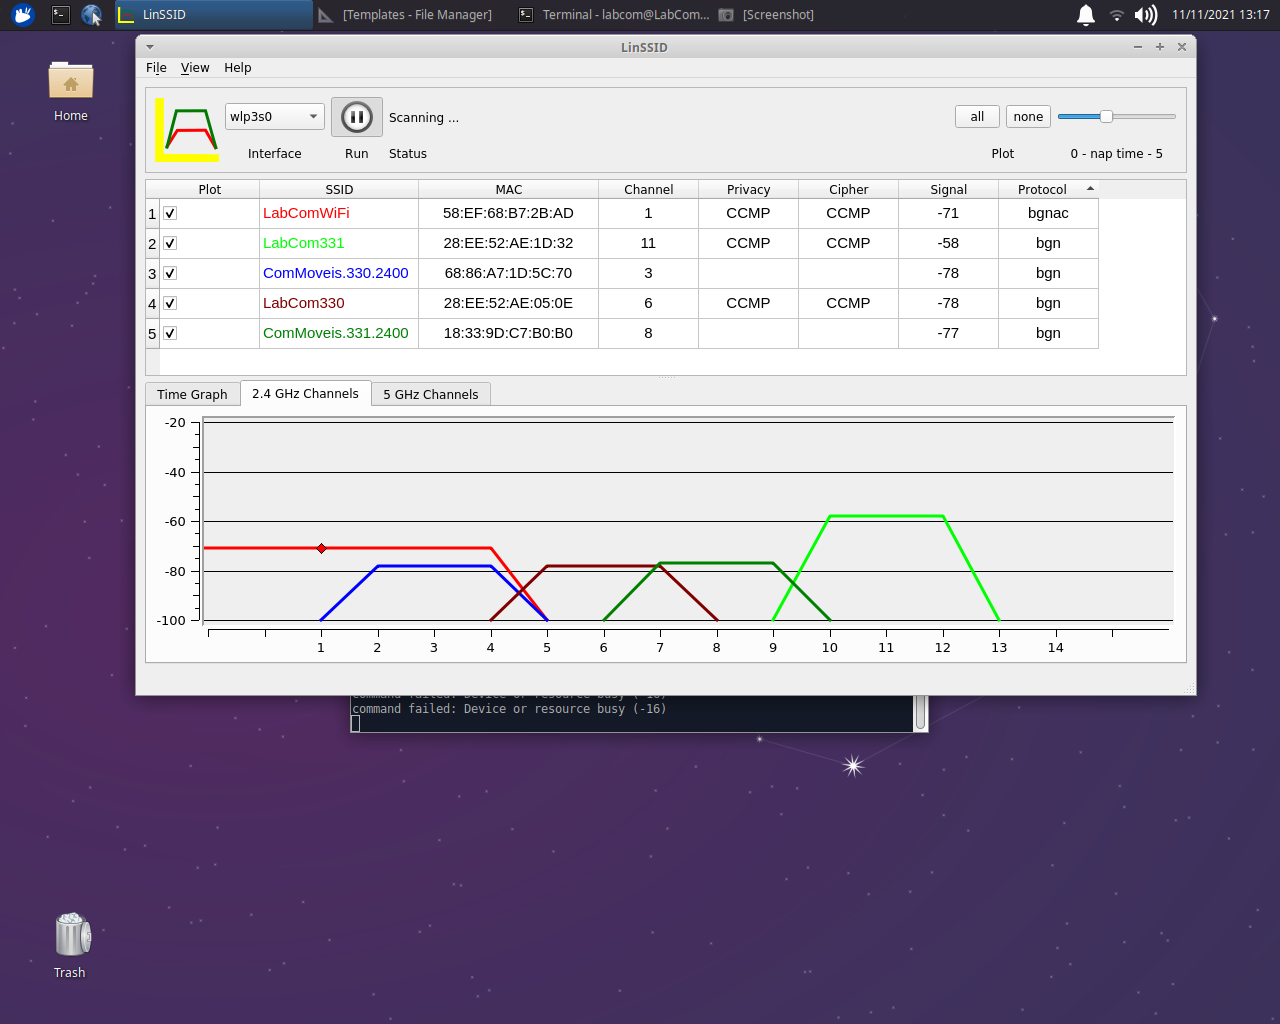 LinSSID
[Templates - File Manager]
Terminal - labcom@LabCom...
[Screenshot]
11/11/2021 13:17
Home
LinSSID
File View Help
wlp3s0
Scanning ...
all
none
Interface
Run
Status
Plot
0 - nap time - 5
Plot SSID MAC Channel Privacy Cipher Signal Protocol
1 LabComWiFi 58:EF:68:B7:2B:AD 1 CCMP CCMP -71 bgnac
2 LabCom331 28:EE:52:AE:1D:32 11 CCMP CCMP -58 bgn
3 ComMoveis.330.2400 68:86:A7:1D:5C:70 3 -78 bgn
4 LabCom330 28:EE:52:AE:05:0E 6 CCMP CCMP -78 bgn
5 ComMoveis.331.2400 18:33:9D:C7:B0:B0 8 -77 bgn
Time Graph
2.4 GHz Channels
5 GHz Channels
-20
-40
-60
-80
-100
1 2 3 4 5 6 7 8 9 10 11 12 13 14
command failed: Device or resource busy (-16)
command failed: Device or resource busy (-16)
Trash